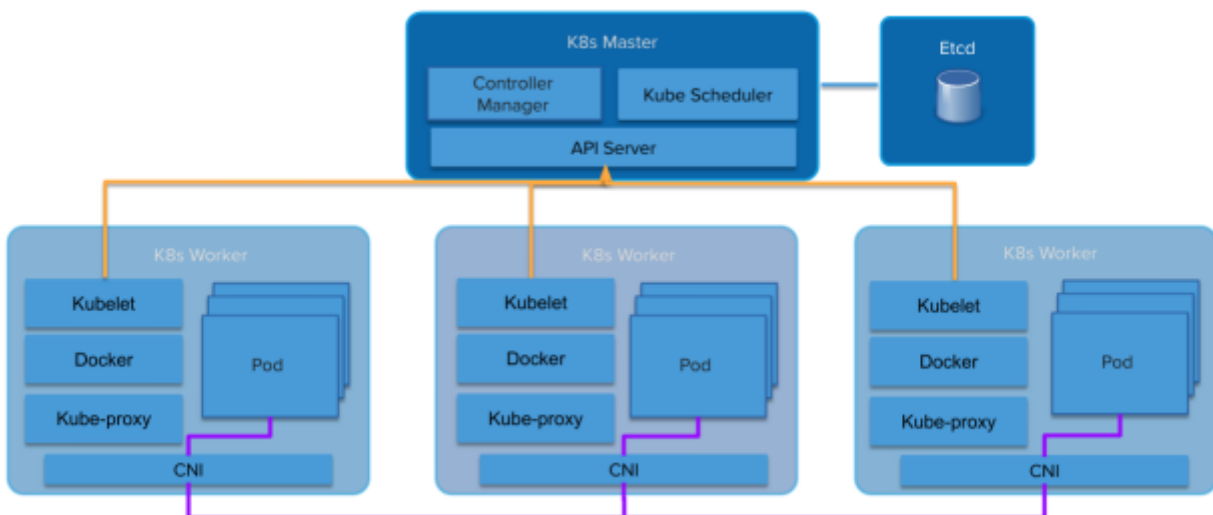 K8s Master
Etcd
Controller
Manager
Kube Scheduler
API Server
K8s Worker
Kubelet
Docker
Pod
Kube-proxy
CNI
K8s Worker
Kubelet
Docker
Pod
Kube-proxy
CNI
K8s Worker
Kubelet
Docker
Pod
Kube-proxy
CNI